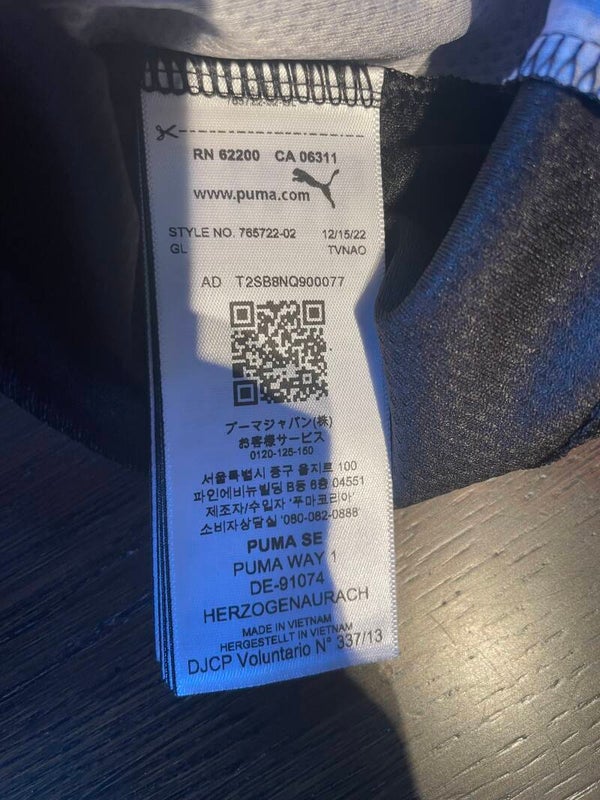 RN 62200 CA 06311
www.puma.com
STYLE NO. 765722-02 12/15/22
GL TVNAO
AD T2SB8NQ900077
プーマジャパン(株)
お客様サービス
0120-125-150
서울특별시 중구 을지로 100
파인에비뉴빌딩 B동 6층 04551
제조자/수입자 '푸마코리아'
소비자상담실 '080-082-0888'
PUMA SE
PUMA WAY 1
DE-91074
HERZOGENAURACH
MADE IN VIETNAM
HERGESTELLT IN VIETNAM
DJCP Voluntario N° 337/13